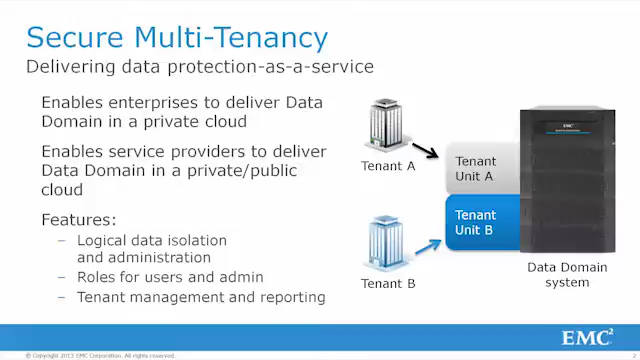 Secure Multi-Tenancy
Delivering data protection-as-a-service
Enables enterprises to deliver Data
Domain in a private cloud
Enables service providers to deliver
Data Domain in a private/public
cloud
Features:
– Logical data isolation
and administration
– Roles for users and admin
– Tenant management and reporting
Tenant A
Tenant B
Tenant
Unit A
Tenant
Unit B
EMC²
Data Domain
system
© Copyright 2013 EMC Corporation. All rights reserved.
EMC²
2